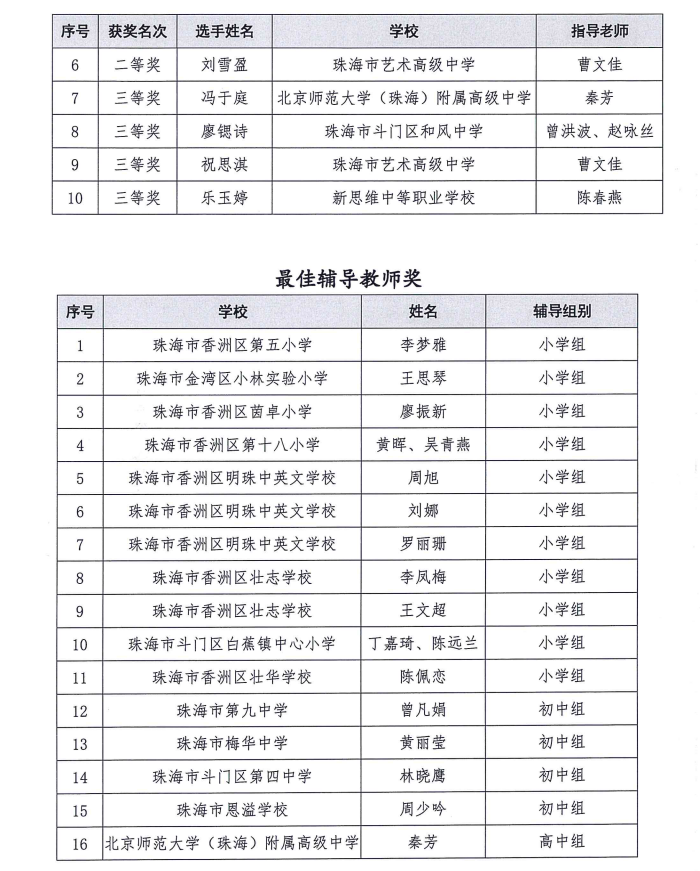 序号 获奖名次 选手姓名 学校 指导老师
6 二等奖 刘雪盈 珠海市艺术高级中学 曹文佳
7 三等奖 冯于庭 北京师范大学（珠海）附属高级中学 秦芳
8 三等奖 廖锶诗 珠海市斗门区和风中学 曾洪波、赵咏丝
9 三等奖 祝思淇 珠海市艺术高级中学 曹文佳
10 三等奖 乐玉婷 新思维中等职业学校 陈春燕
最佳辅导教师奖
序号 学校 姓名 辅导组别
1 珠海市香洲区第五小学 李梦雅 小学组
2 珠海市金湾区小林实验小学 王思琴 小学组
3 珠海市香洲区茵卓小学 廖振新 小学组
4 珠海市香洲区第十八小学 黄晖、吴青燕 小学组
5 珠海市香洲区明珠中英文学校 周旭 小学组
6 珠海市香洲区明珠中英文学校 刘娜 小学组
7 珠海市香洲区明珠中英文学校 罗丽珊 小学组
8 珠海市香洲区壮志学校 李凤梅 小学组
9 珠海市香洲区壮志学校 王文超 小学组
10 珠海市斗门区白蕉镇中心小学 丁嘉琦、陈远兰 小学组
11 珠海市香洲区壮华学校 陈佩恋 小学组
12 珠海市第九中学 曾凡娟 初中组
13 珠海市梅华中学 黄丽莹 初中组
14 珠海市斗门区第四中学 林晓鹰 初中组
15 珠海市恩溢学校 周少吟 初中组
16 北京师范大学（珠海）附属高级中学 秦芳 高中组